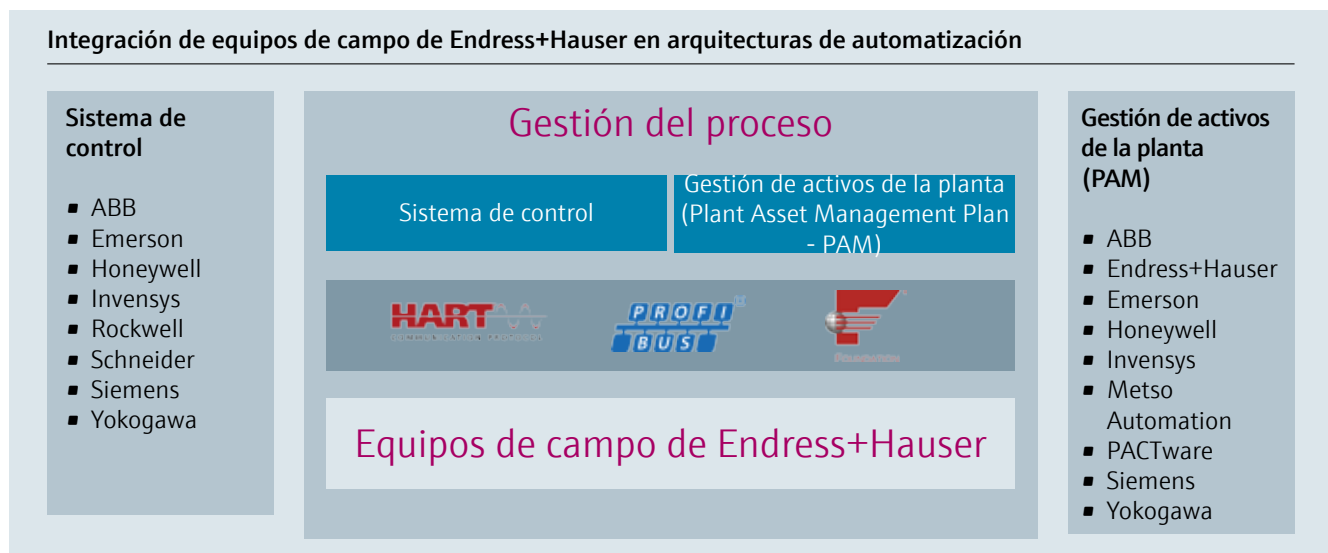 Integración de equipos de campo de Endress+Hauser en arquitecturas de automatización
Sistema de
control
▪ ABB
▪ Emerson
▪ Honeywell
▪ Invensys
▪ Rockwell
▪ Schneider
▪ Siemens
▪ Yokogawa
Gestión del proceso
Sistema de control
Gestión de activos de la planta
(Plant Asset Management Plan
- PAM)
HART
COMMUNICATION PROTOCOL
PROFI
BUS
FOUNDATION
Equipos de campo de Endress+Hauser
Gestión de activos
de la planta
(PAM)
▪ ABB
▪ Endress+Hauser
▪ Emerson
▪ Honeywell
▪ Invensys
▪ Metso
Automation
▪ PACTware
▪ Siemens
▪ Yokogawa